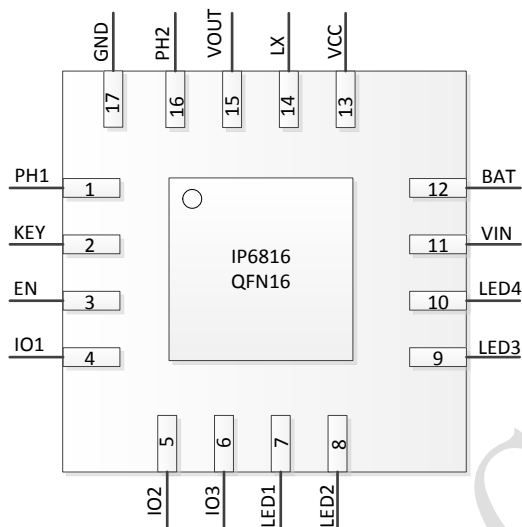 GND
PH2
VOUT
LX
VCC
17
16
15
14
13
PH1
1
12
BAT
KEY
2
11
VIN
IP6816
QFN16
EN
3
10
LED4
IO1
4
9
LED3
5
6
7
8
IO2
IO3
LED1
LED2